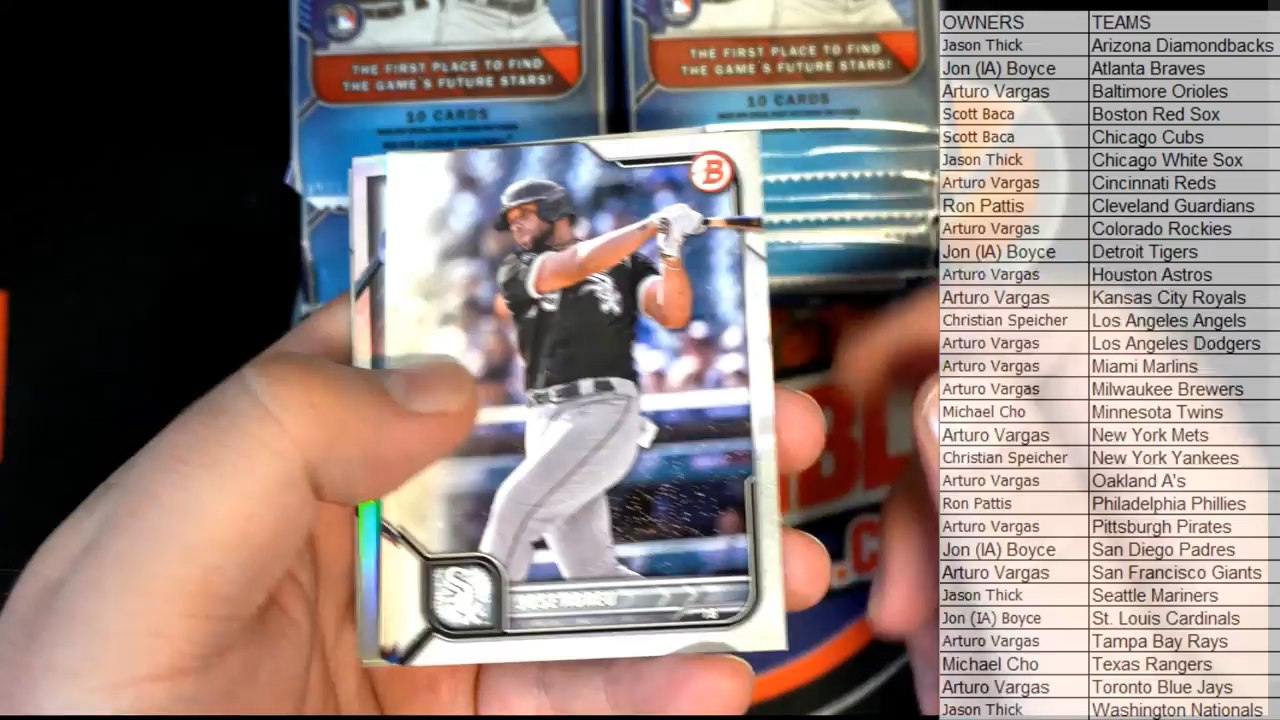 THE FIRST PLACE TO FIND
THE GAME'S FUTURE STARS!
10 CARDS
THE FIRST PLACE TO FIND
THE GAME'S FUTURE STARS!
10 CARDS
B
Sox
OWNERS TEAMS
Jason Thick Arizona Diamondbacks
Jon (IA) Boyce Atlanta Braves
Arturo Vargas Baltimore Orioles
Scott Baca Boston Red Sox
Scott Baca Chicago Cubs
Jason Thick Chicago White Sox
Arturo Vargas Cincinnati Reds
Ron Pattis Cleveland Guardians
Arturo Vargas Colorado Rockies
Jon (IA) Boyce Detroit Tigers
Arturo Vargas Houston Astros
Arturo Vargas Kansas City Royals
Christian Speicher Los Angeles Angels
Arturo Vargas Los Angeles Dodgers
Arturo Vargas Miami Marlins
Arturo Vargas Milwaukee Brewers
Michael Cho Minnesota Twins
Arturo Vargas New York Mets
Christian Speicher New York Yankees
Arturo Vargas Oakland A's
Ron Pattis Philadelphia Phillies
Arturo Vargas Pittsburgh Pirates
Jon (IA) Boyce San Diego Padres
Arturo Vargas San Francisco Giants
Jason Thick Seattle Mariners
Jon (IA) Boyce St. Louis Cardinals
Arturo Vargas Tampa Bay Rays
Michael Cho Texas Rangers
Arturo Vargas Toronto Blue Jays
Jason Thick Washington Nationals